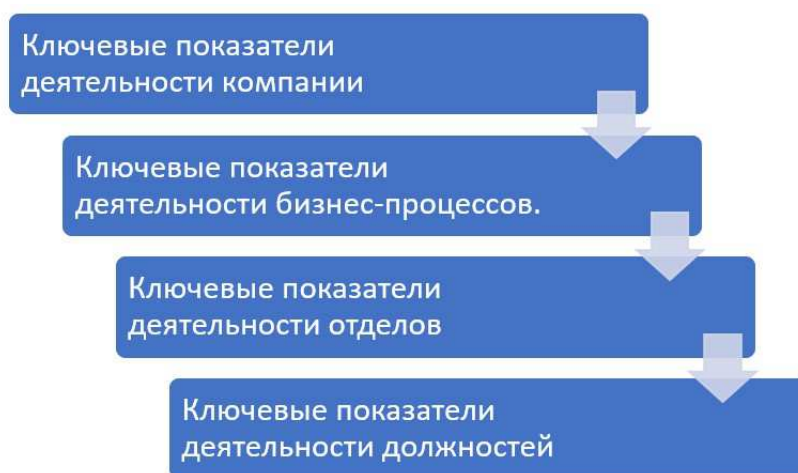 Ключевые показатели
деятельности компании
Ключевые показатели
деятельности бизнес-процессов.
Ключевые показатели
деятельности отделов
Ключевые показатели
деятельности должностей